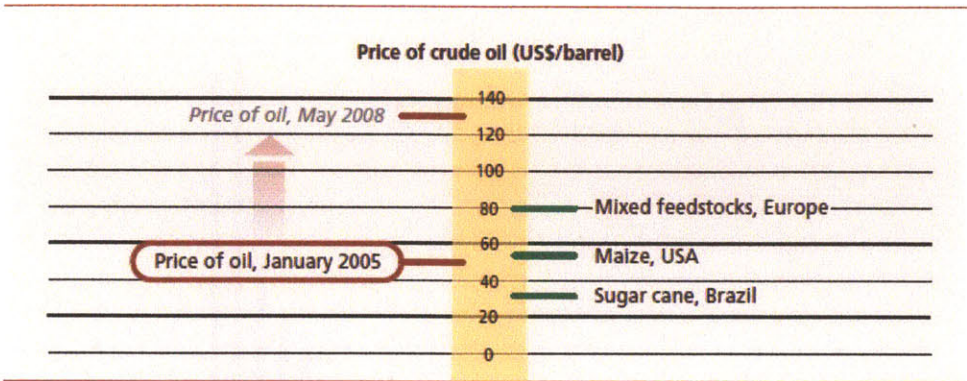 Price of crude oil (US$/barrel)
140
Price of oil, May 2008
120
100
80
Mixed feedstocks, Europe
60
Maize, USA
Price of oil, January 2005
40
Sugar cane, Brazil
20
0